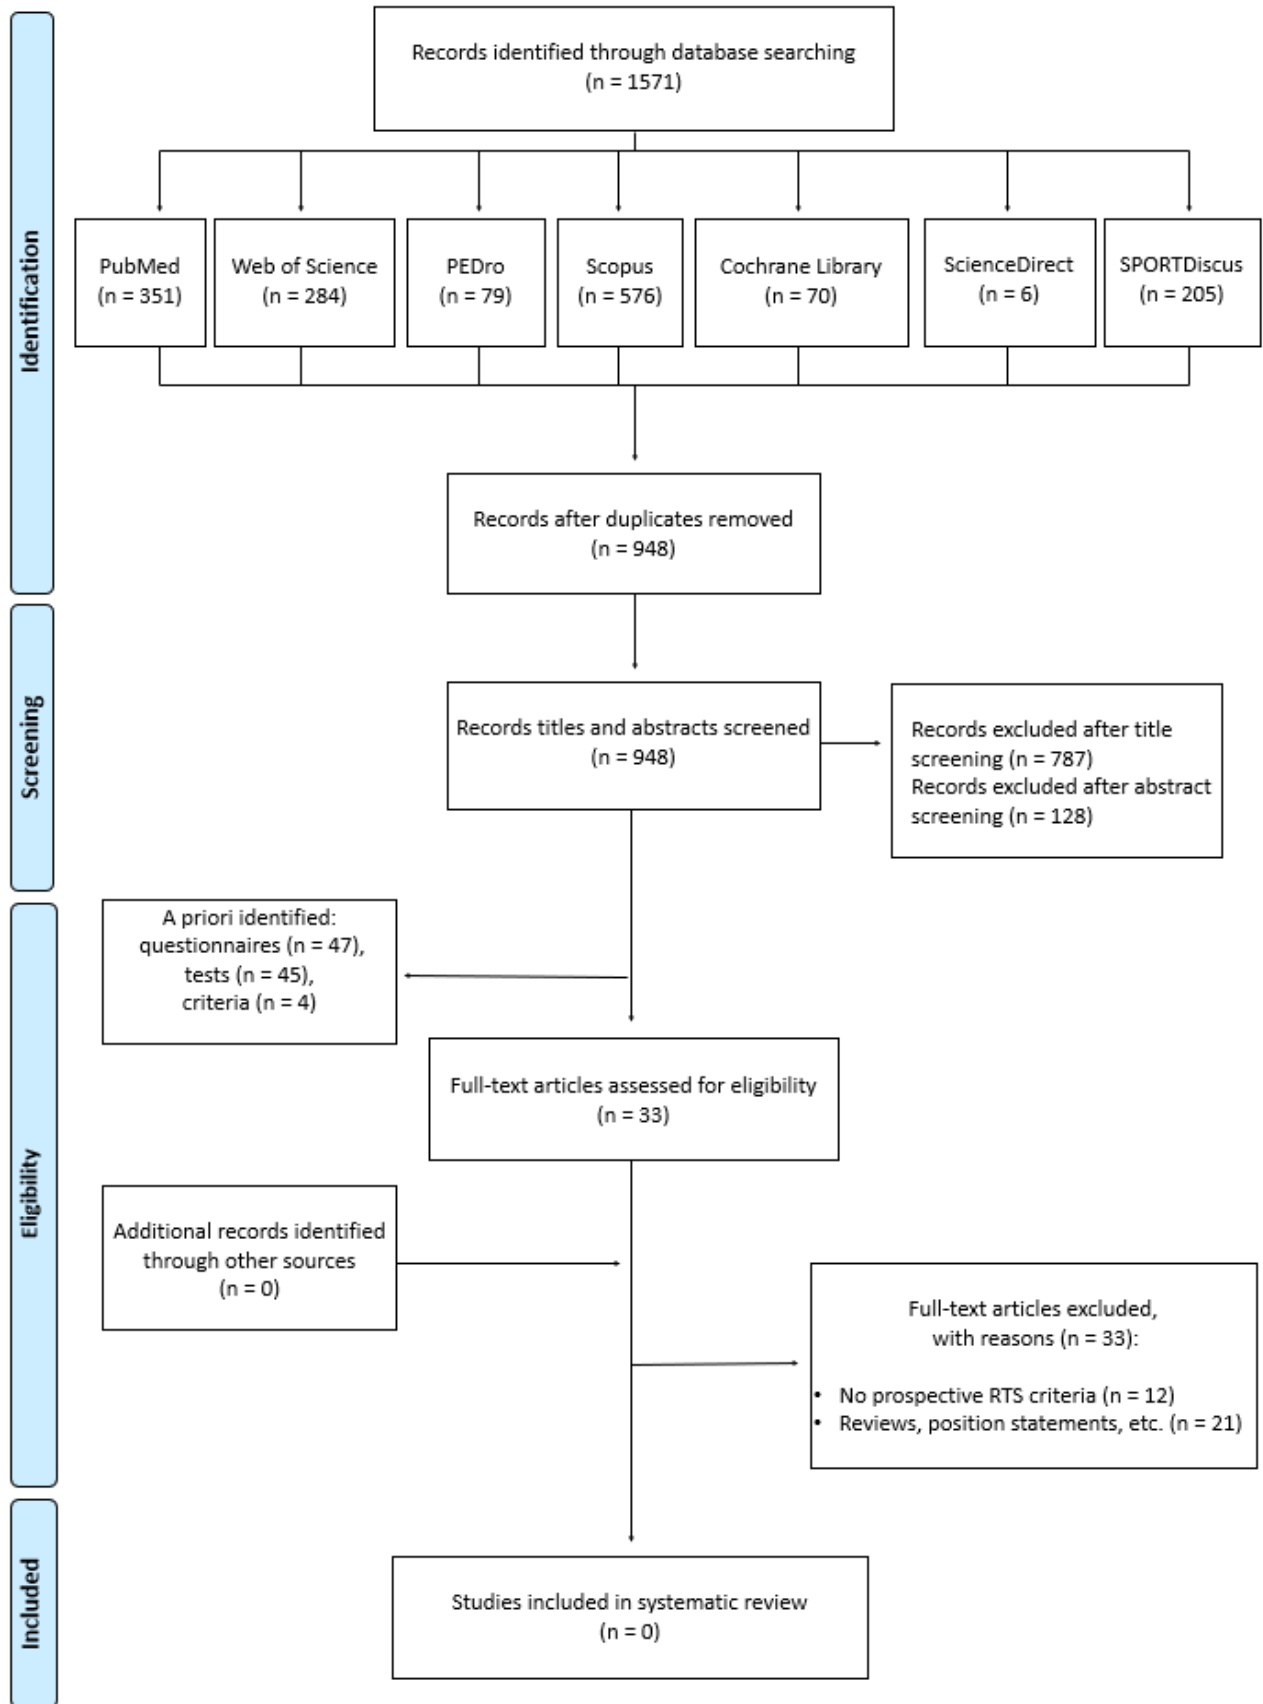 Records identified through database searching
(n = 1571)
Identification
PubMed
(n = 351)
Web of Science
(n = 284)
PEDro
(n = 79)
Scopus
(n = 576)
Cochrane Library
(n = 70)
ScienceDirect
(n = 6)
SPORTDiscus
(n = 205)
Records after duplicates removed
(n = 948)
Screening
Records titles and abstracts screened
(n = 948)
Records excluded after title
screening (n = 787)
Records excluded after abstract
screening (n = 128)
Eligibility
A priori identified:
questionnaires (n = 47),
tests (n = 45),
criteria (n = 4)
Full-text articles assessed for eligibility
(n = 33)
Additional records identified
through other sources
(n = 0)
Full-text articles excluded,
with reasons (n = 33):
• No prospective RTS criteria (n = 12)
• Reviews, position statements, etc. (n = 21)
Included
Studies included in systematic review
(n = 0)